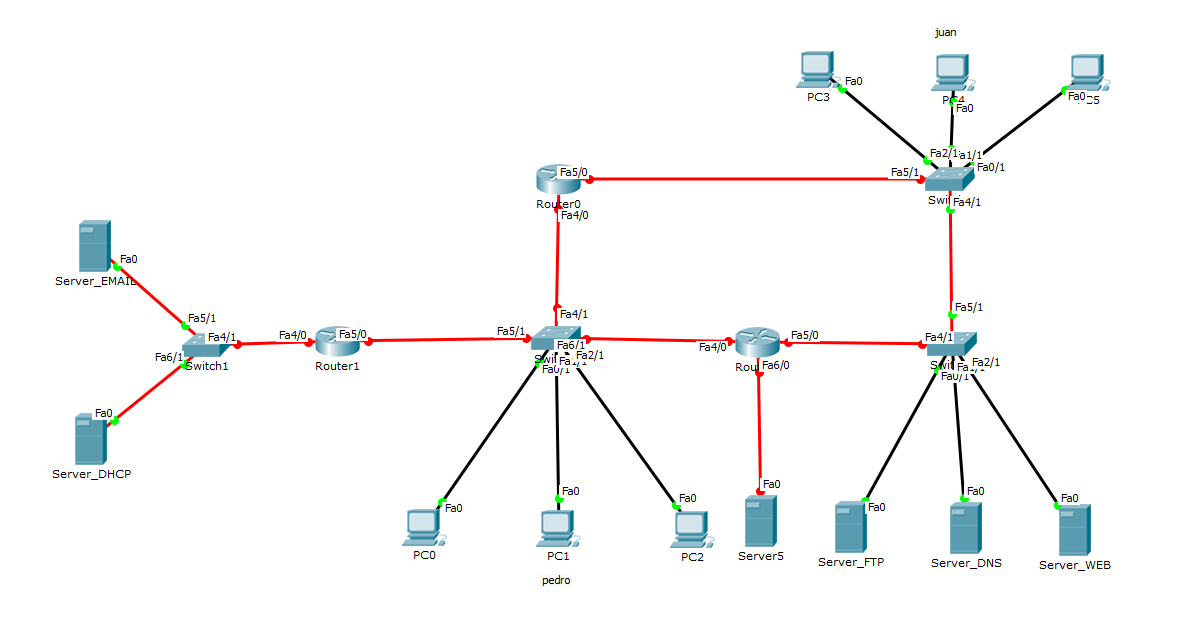 juan
Fa0
PC3
Fa0
Fa0
Fa2/1
Fa0/1
Fa5/0
Fa5/1
Router0
Fa4/1
Fa4/0
Fa0
Server_EMAIL
Fa5/1
Fa4/1
Fa5/1
Fa4/1
Fa4/0
Fa5/0
Fa5/1
Fa5/0
Fa4/1
Fa6/1
Fa6/1
Fa4/0
Fa2/1
Fa2/1
Switch1
Router1
Fa6/0
Fa0/1
Fa0/1
Fa0
Server_DHCP
Fa0
Fa0
Fa0
Fa0
Fa0
Fa0
Fa0
PC0
PC1
PC2
Server5
Server_FTP
Server_DNS
Server_WEB
pedro